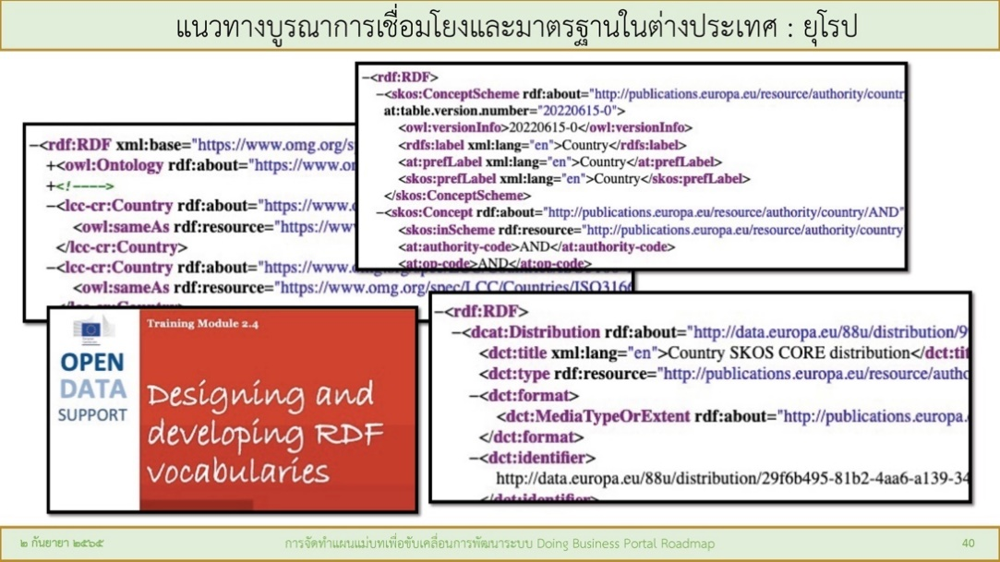 แนวทางบูรณาการเชื่อมโยงและมาตรฐานในต่างประเทศ : ยุโรป
−<rdf:RDF>
−<skos:ConceptScheme rdf:about="http://publications.europa.eu/resource/authority/countr
at:table.version.number="20220615-0">
<owl:versionInfo>20220615-0</owl:versionInfo>
<rdfs:label xml:lang="en">Country</rdfs:label>
<at:prefLabel xml:lang="en">Country</at:prefLabel>
<skos:prefLabel xml:lang="en">Country</skos:prefLabel>
</skos:ConceptScheme>
−<skos:Concept rdf:about="http://publications.europa.eu/resource/authority/country/AND"
<skos:inScheme rdf:resource="http://publications.europa.eu/resource/authority/country
<at:authority-code>AND</at:authority-code>
<at:op-code>AND</at:op-code>
−<rdf:RDF xml:base="https://www.omg.org/s
+<owl:Ontology rdf:about="https://www.o
+<!---->
−<lcc-cr:Country rdf:about="https://www.
<owl:sameAs rdf:resource="https://ww
</lcc-cr:Country>
−<lcc-cr:Country rdf:about="https://www.
<owl:sameAs rdf:resource="https://www.omg.org/spec/LCC/Countries/ISO3166
Training Module 2.4
OPEN
DATA
SUPPORT
Designing and
developing RDF
vocabularies
−<rdf:RDF>
−<dcat:Distribution rdf:about="http://data.europa.eu/88u/distribution/9
<dct:title xml:lang="en">Country SKOS CORE distribution</dct:tit
<dct:type rdf:resource="http://publications.europa.eu/resource/autho
−<dct:format>
<dct:MediaTypeOrExtent rdf:about="http://publications.europa.
</dct:format>
−<dct:identifier>
http://data.europa.eu/88u/distribution/29f6b495-81b2-4aa6-a139-34
</dct:identifier>
๒ กันยายา ๒๕๖๕
การจัดทำแผนแม่บทเพื่อขับเคลื่อนการพัฒนาระบบ Doing Business Portal Roadmap
40